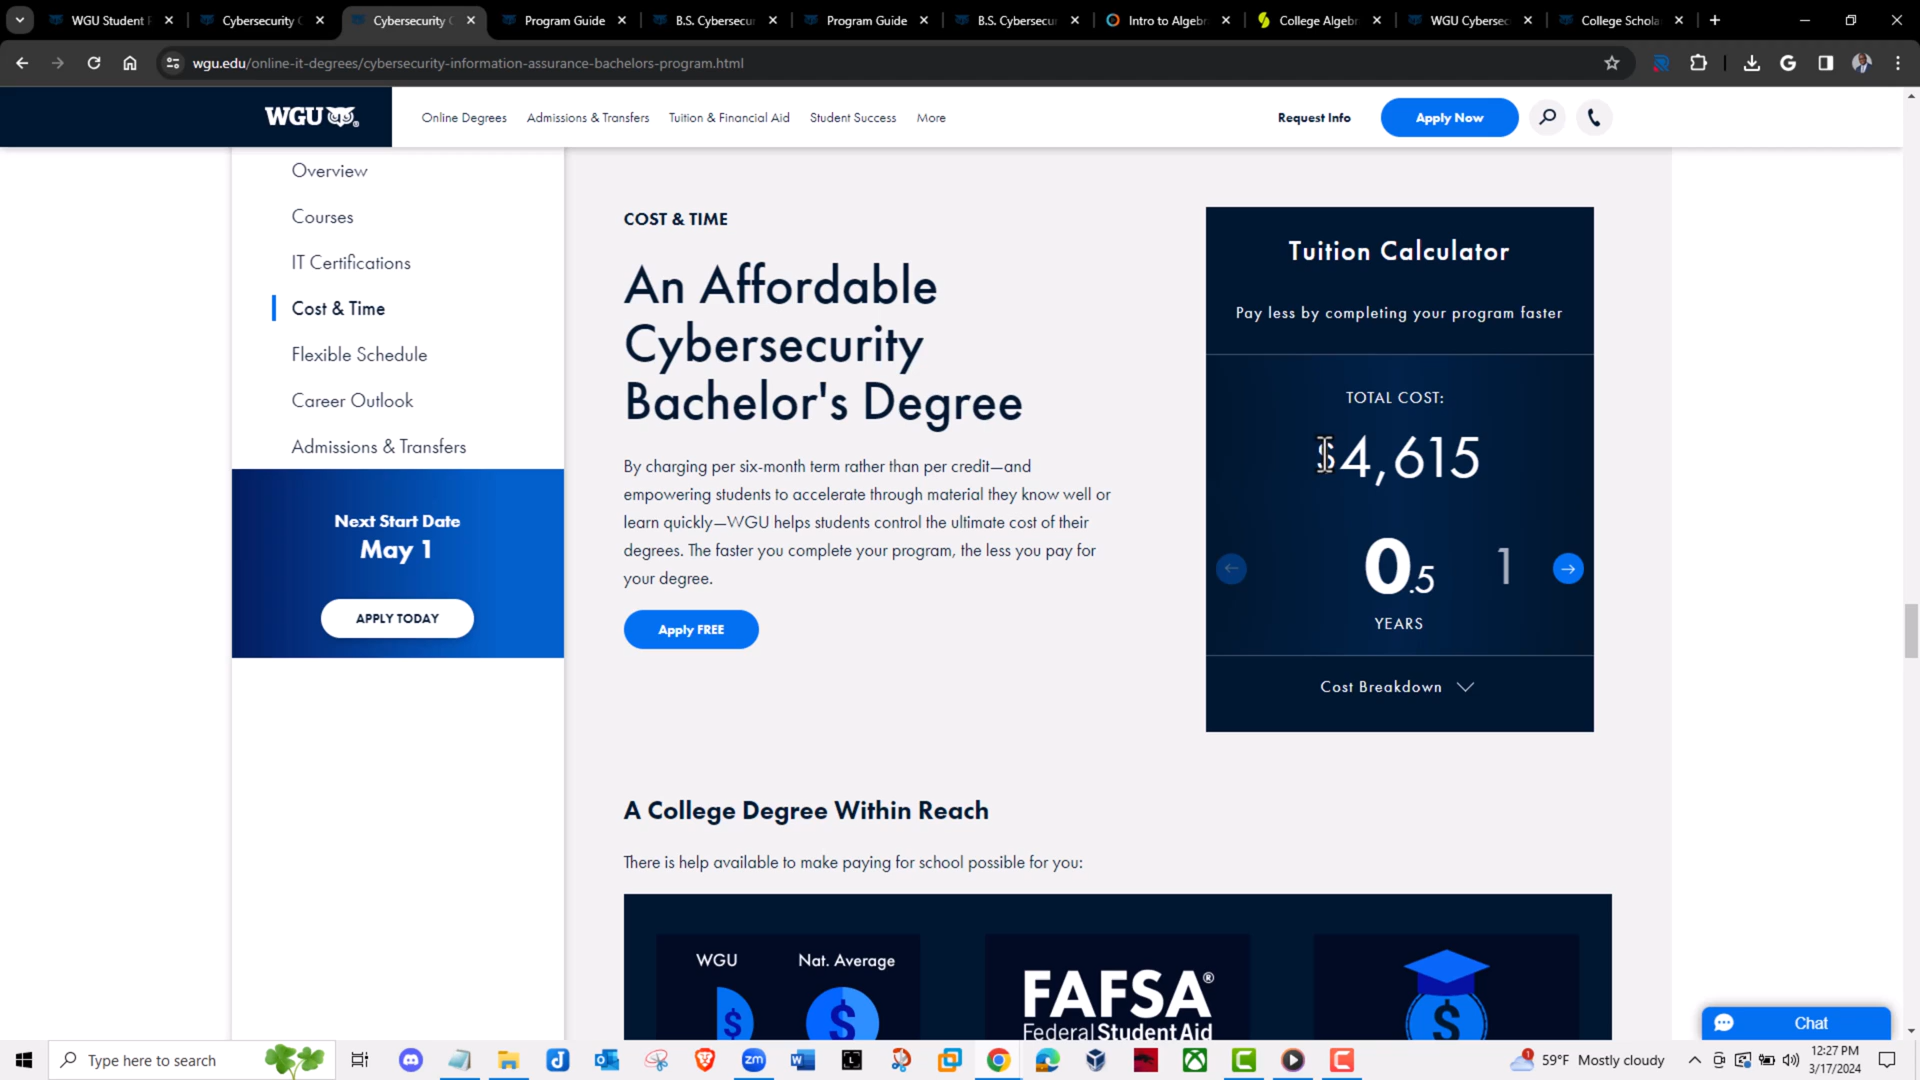 WGU Student
Cybersecurity
Cybersecurity
Program Guide
B.S. Cybersecur
Program Guide
B.S. Cybersecur
Intro to Algebr
College Algebr
WGU Cybersec
College Schola
wgu.edu/online-it-degrees/cybersecurity-information-assurance-bachelors-program.html
WGU
Online Degrees
Admissions & Transfers
Tuition & Financial Aid
Student Success
More
Request Info
Apply Now
Overview
Courses
IT Certifications
Cost & Time
Flexible Schedule
Career Outlook
Admissions & Transfers
Next Start Date
May 1
APPLY TODAY
COST & TIME
An Affordable
Cybersecurity
Bachelor's Degree
By charging per six-month term rather than per credit—and
empowering students to accelerate through material they know well or
learn quickly—WGU helps students control the ultimate cost of their
degrees. The faster you complete your program, the less you pay for
your degree.
Apply FREE
Tuition Calculator
Pay less by completing your program faster
TOTAL COST:
$4,615
0.5
1
YEARS
Cost Breakdown
A College Degree Within Reach
There is help available to make paying for school possible for you:
WGU
Nat. Average
FAFSA®
Federal Student Aid
Chat
Type here to search
59°F Mostly cloudy
12:27 PM
3/17/2024